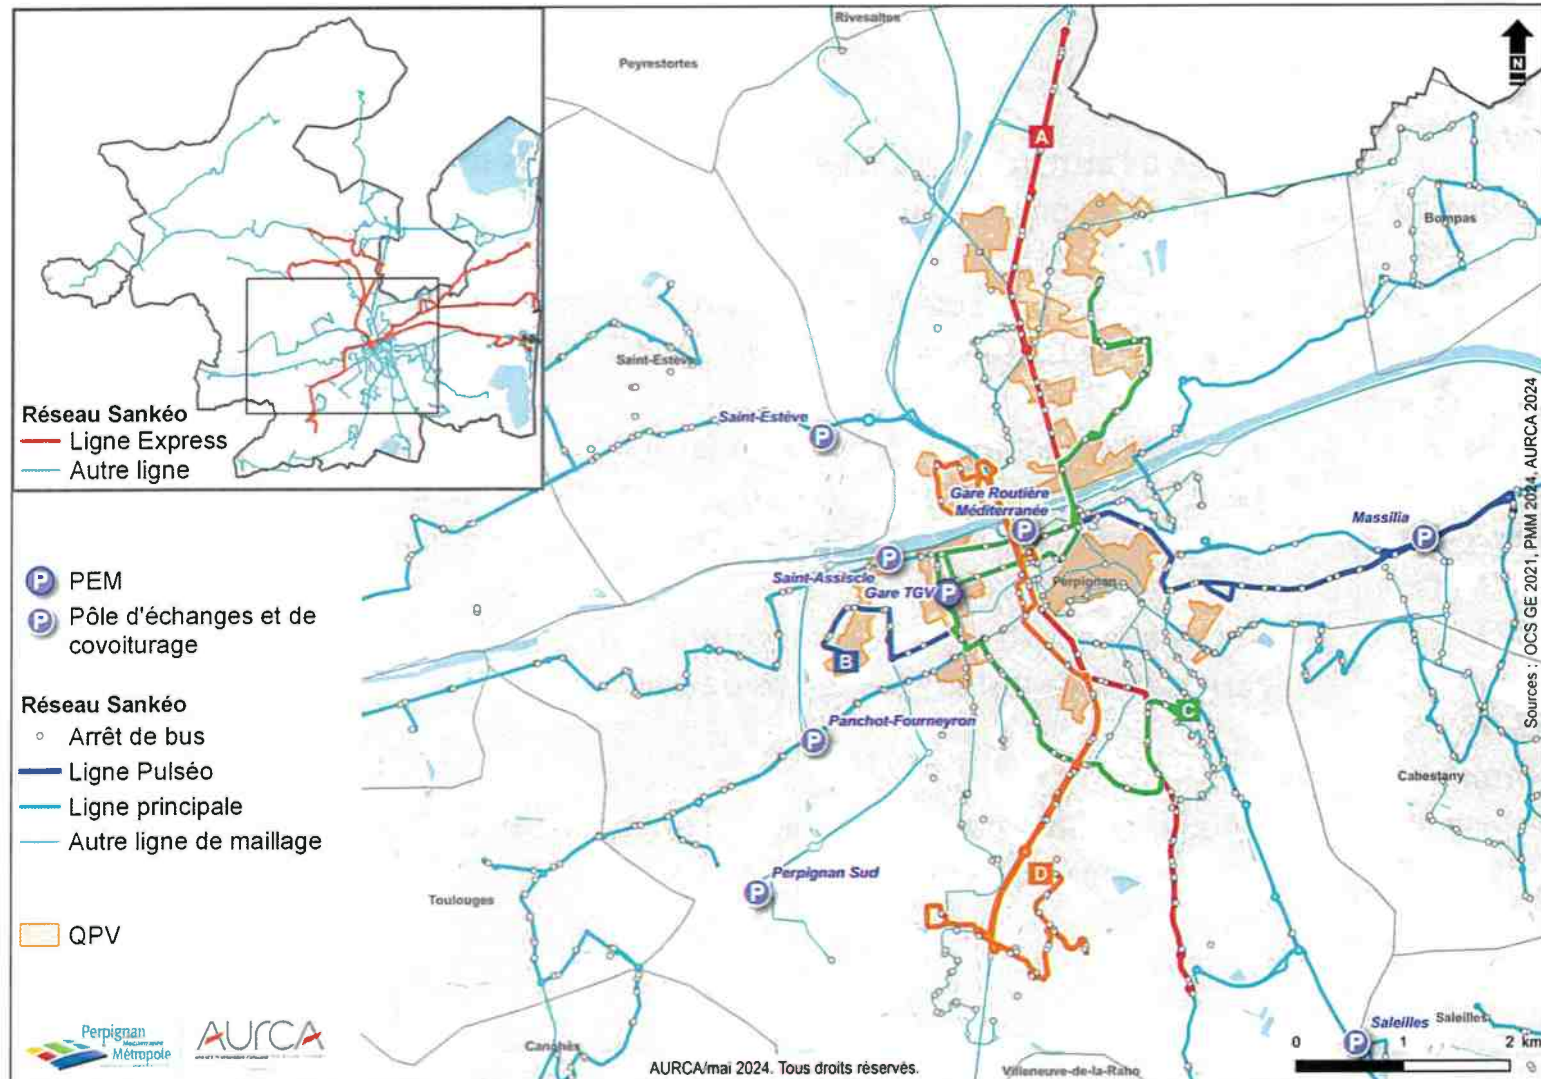 Réseau Sankéo
Ligne Express
Autre ligne
PEM
Pôle d'échanges et de
covoiturage
Réseau Sankéo
Arrêt de bus
Ligne Pulséo
Ligne principale
Autre ligne de maillage
QPV
Perpignan
Métropole
AURCA
Rivesaltes
Peyrestortes
N
A
Bompas
Saint-Estève
Saint-Estève
Gare Routière
Méditerranée
Massilia
Saint-Assiscle
Gare TGV
Perpignan
B
C
Panchot-Fourneyron
Cabestany
D
Perpignan Sud
Toulouges
Canohès
Saleilles
Saleilles
Villeneuve-de-la-Raho
0 1 2 km
AURCA/mai 2024. Tous droits réservés.
Sources : OCS GE 2021, PMM 2024, AURCA 2024